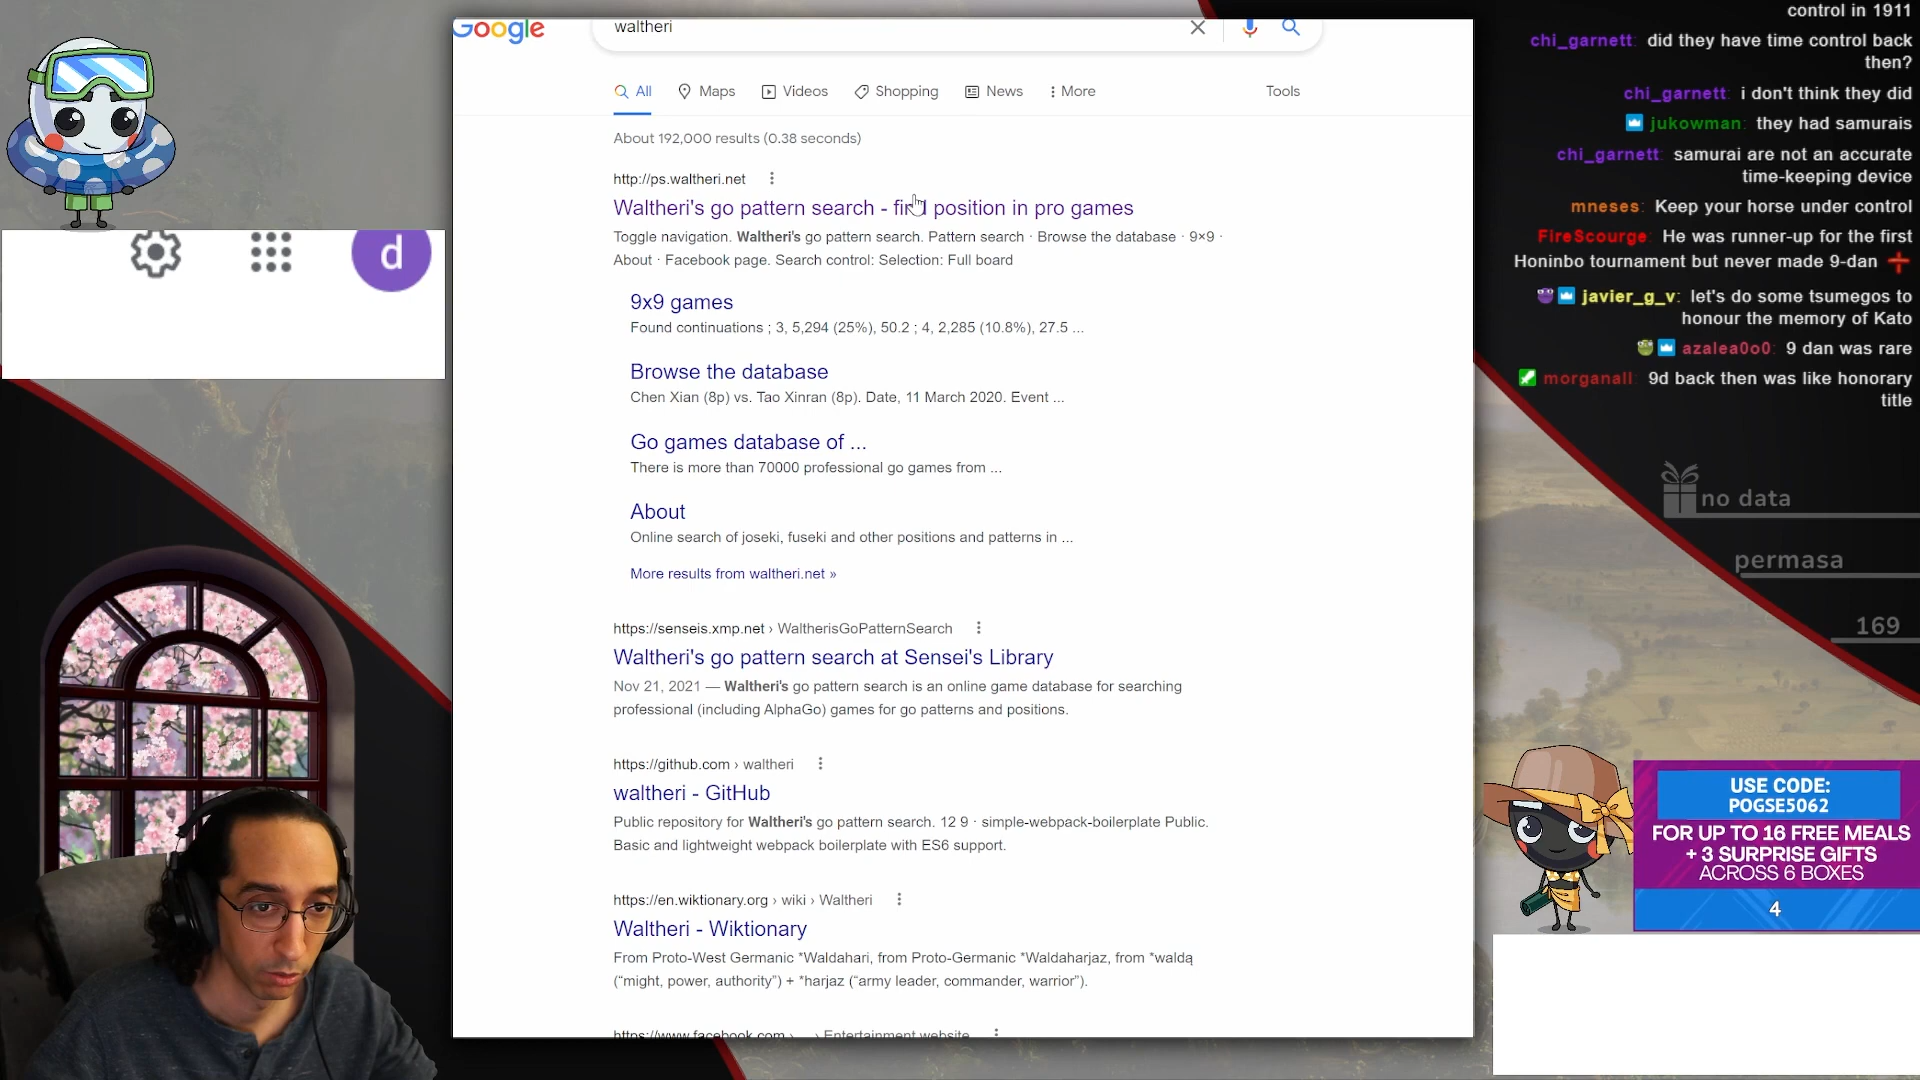 Google
waltheri
All
Maps
Videos
Shopping
News
More
Tools
About 192,000 results (0.38 seconds)
http://ps.waltheri.net
Waltheri's go pattern search - find position in pro games
Toggle navigation. Waltheri's go pattern search. Pattern search · Browse the database · 9×9 ·
About · Facebook page. Search control: Selection: Full board
9x9 games
Found continuations ; 3, 5,294 (25%), 50.2 ; 4, 2,285 (10.8%), 27.5 ...
Browse the database
Chen Xian (8p) vs. Tao Xinran (8p). Date, 11 March 2020. Event ...
Go games database of ...
There is more than 70000 professional go games from ...
About
Online search of joseki, fuseki and other positions and patterns in ...
More results from waltheri.net »
https://senseis.xmp.net › WaltherisGoPatternSearch
Waltheri's go pattern search at Sensei's Library
Nov 21, 2021 — Waltheri's go pattern search is an online game database for searching
professional (including AlphaGo) games for go patterns and positions.
https://github.com › waltheri
waltheri - GitHub
Public repository for Waltheri's go pattern search. 12 9 · simple-webpack-boilerplate Public.
Basic and lightweight webpack boilerplate with ES6 support.
https://en.wiktionary.org › wiki › Waltheri
Waltheri - Wiktionary
From Proto-West Germanic *Waldahari, from Proto-Germanic *Waldaharjaz, from *waldą
(“might, power, authority”) + *harjaz (“army leader, commander, warrior”).
https://www.facebook.com › ... › Entertainment website
d
control in 1911
chi_garnett: did they have time control back
then?
chi_garnett: i don't think they did
jukowman: they had samurais
chi_garnett: samurai are not an accurate
time-keeping device
mneses: Keep your horse under control
FireScourge: He was runner-up for the first
Honinbo tournament but never made 9-dan
javier_g_v: let's do some tsumegos to
honour the memory of Kato
azalea0o0: 9 dan was rare
morganall: 9d back then was like honorary
title
no data
permasa
169
USE CODE:
POGSE5062
FOR UP TO 16 FREE MEALS
+ 3 SURPRISE GIFTS
ACROSS 6 BOXES
4